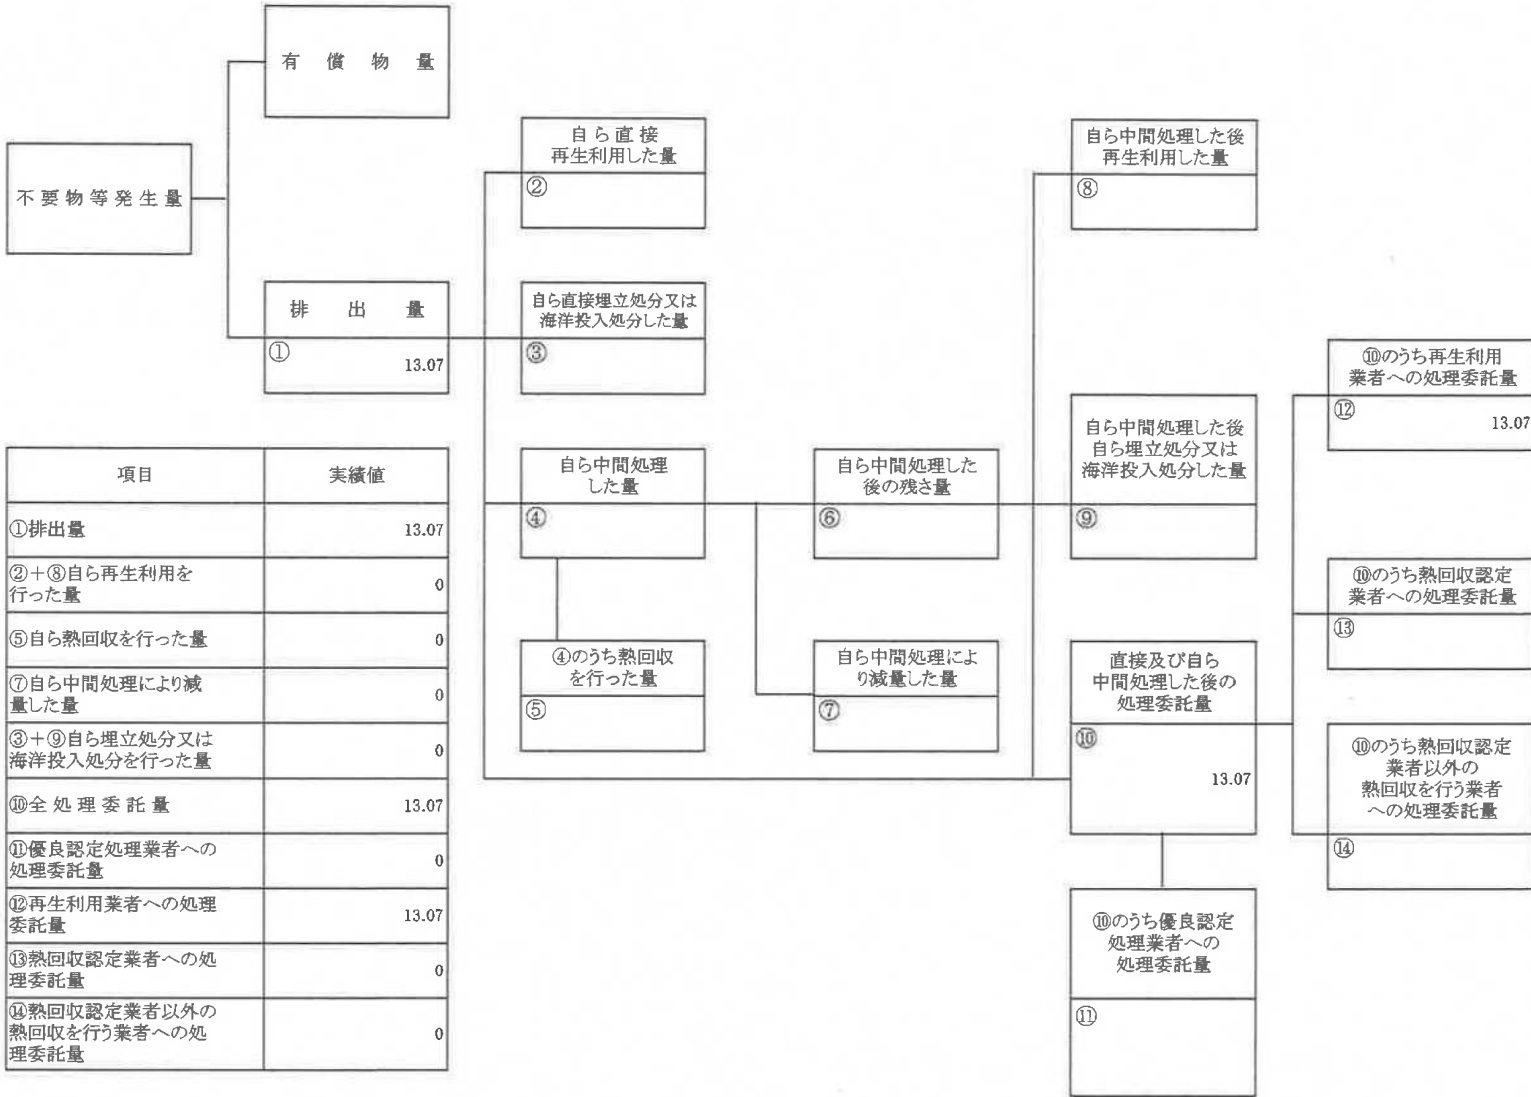 有償物量
不要物等発生量
排出量
①
13.07
自ら直接
再生利用した量
②
自ら直接埋立処分又は
海洋投入処分した量
③
自ら中間処理
した量
④
④のうち熱回収
を行った量
⑤
自ら中間処理した
後の残さ量
⑥
自ら中間処理によ
り減量した量
⑦
自ら中間処理した後
再生利用した量
⑧
自ら中間処理した後
自ら埋立処分又は
海洋投入処分した量
⑨
直接及び自ら
中間処理した後の
処理委託量
⑩
13.07
⑩のうち優良認定
処理業者への
処理委託量
⑪
⑩のうち再生利用
業者への処理委託量
⑫
13.07
⑩のうち熱回収認定
業者への処理委託量
⑬
⑩のうち熱回収認定
業者以外の
熱回収を行う業者
への処理委託量
⑭
項目 実績値
①排出量 13.07
②+⑧自ら再生利用を
行った量 0
⑤自ら熱回収を行った量 0
⑦自ら中間処理により減
量した量 0
③+⑨自ら埋立処分又は
海洋投入処分を行った量 0
⑩全処理委託量 13.07
⑪優良認定処理業者への
処理委託量 0
⑫再生利用業者への処理
委託量 13.07
⑬熱回収認定業者への処
理委託量 0
⑭熱回収認定業者以外の
熱回収を行う業者への処
理委託量 0